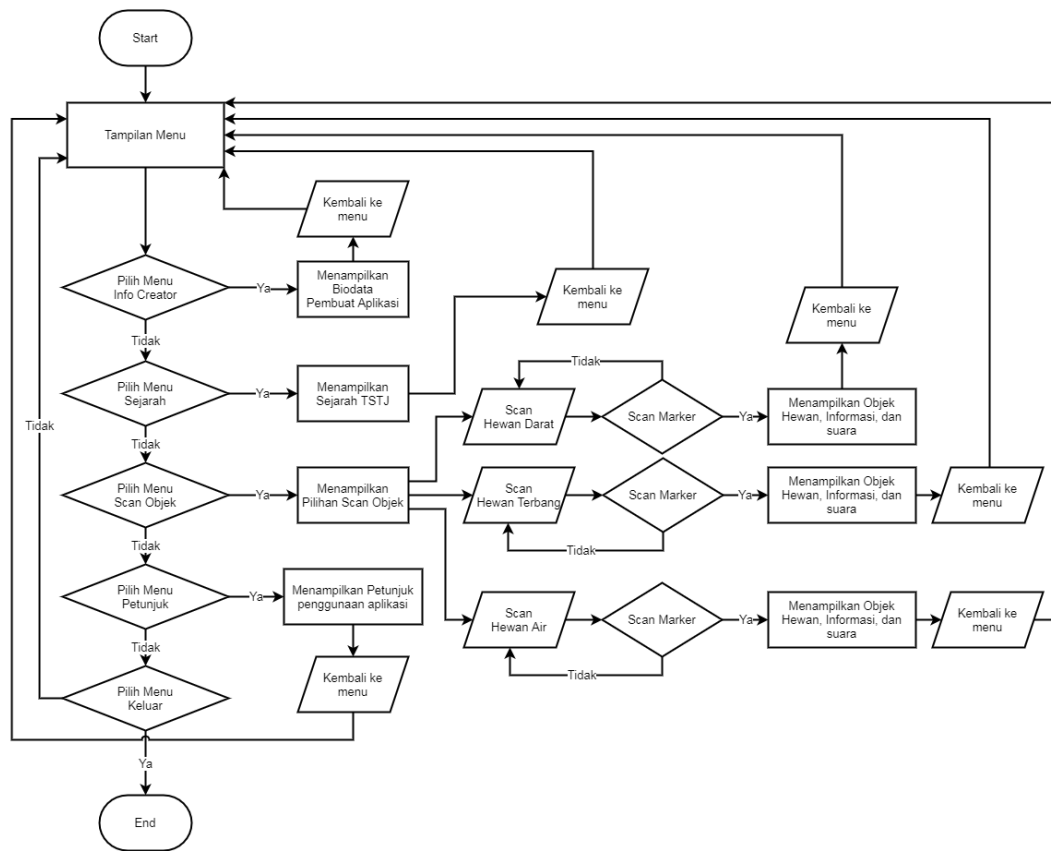 Start
Tampilan Menu
Kembali ke
menu
Pilih Menu
Info Creator
Ya
Menampilkan
Biodata
Pembuat Aplikasi
Kembali ke
menu
Kembali ke
menu
Tidak
Pilih Menu
Sejarah
Ya
Menampilkan
Sejarah TSTJ
Tidak
Scan
Hewan Darat
Scan Marker
Ya
Menampilkan Objek
Hewan, Informasi, dan
suara
Tidak
Tidak
Pilih Menu
Scan Objek
Ya
Menampilkan
Pilihan Scan Objek
Scan
Hewan Terbang
Scan Marker
Ya
Menampilkan Objek
Hewan, Informasi, dan
suara
Kembali ke
menu
Tidak
Tidak
Pilih Menu
Petunjuk
Ya
Menampilkan Petunjuk
penggunaan aplikasi
Scan
Hewan Air
Scan Marker
Ya
Menampilkan Objek
Hewan, Informasi, dan
suara
Kembali ke
menu
Tidak
Tidak
Pilih Menu
Keluar
Kembali ke
menu
Ya
End